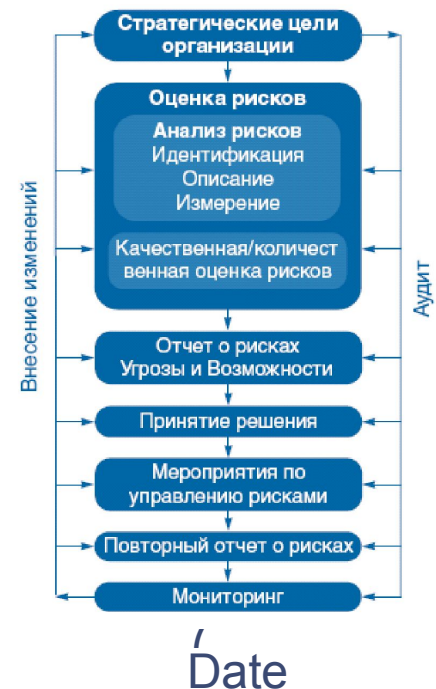 Стратегические цели
организации
Оценка рисков
Анализ рисков
Идентификация
Описание
Измерение
Качественная/количест
венная оценка рисков
Отчет о рисках
Угрозы и Возможности
Принятие решения
Мероприятия по
управлению рисками
Повторный отчет о рисках
Мониторинг
Внесение изменений
Аудит
Date